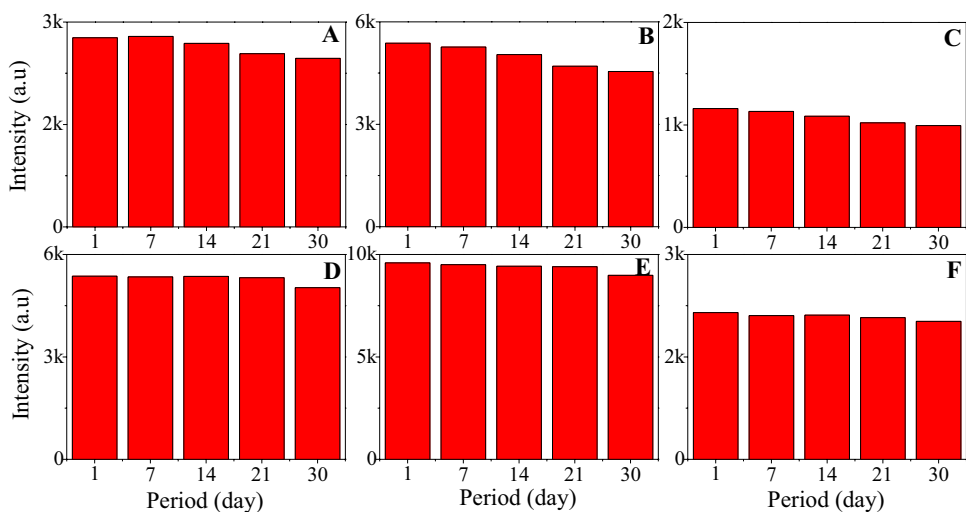 Intensity (a.u)
3k
2k
0
A
1 7 14 21 30
6k
3k
0
B
1 7 14 21 30
2k
1k
0
C
1 7 14 21 30
Intensity (a.u)
6k
3k
0
D
1 7 14 21 30
Period (day)
10k
5k
0
E
1 7 14 21 30
Period (day)
3k
2k
2k
F
1 7 14 21 30
Period (day)